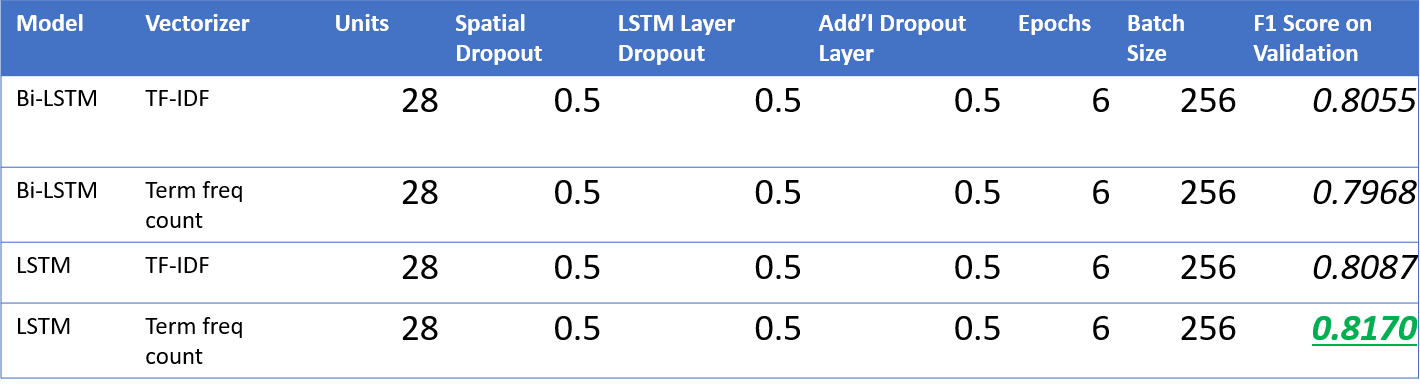 Model Vectorizer Units Spatial Dropout LSTM Layer Dropout Add’l Dropout Layer Epochs Batch Size F1 Score on Validation
Bi-LSTM TF-IDF 28 0.5 0.5 0.5 6 256 0.8055
Bi-LSTM Term freq count 28 0.5 0.5 0.5 6 256 0.7968
LSTM TF-IDF 28 0.5 0.5 0.5 6 256 0.8087
LSTM Term freq count 28 0.5 0.5 0.5 6 256 0.8170